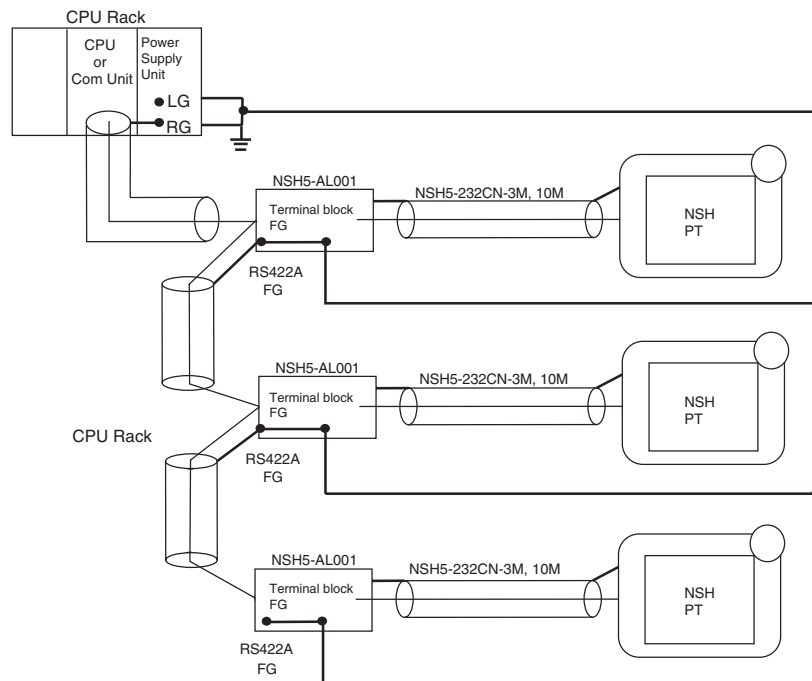 CPU Rack
CPU
or
Com Unit
Power
Supply
Unit
LG
RG
NSH5-AL001
Terminal block
FG
RS422A
FG
NSH5-232CN-3M, 10M
NSH
PT
NSH5-AL001
Terminal block
FG
RS422A
FG
NSH5-232CN-3M, 10M
NSH
PT
CPU Rack
NSH5-AL001
Terminal block
FG
RS422A
FG
NSH5-232CN-3M, 10M
NSH
PT